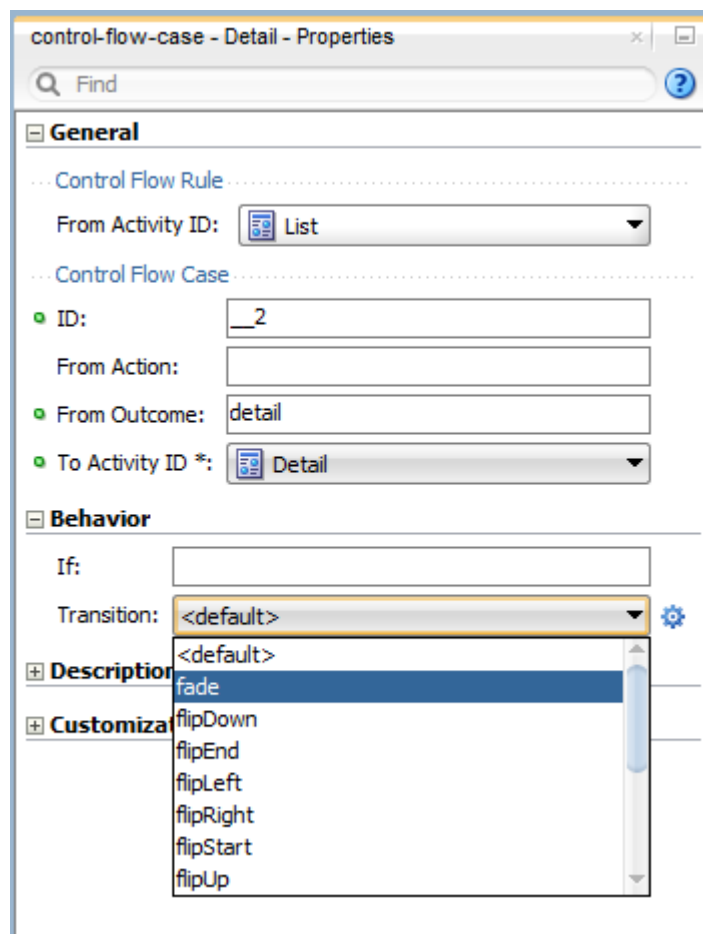 control-flow-case - Detail - Properties
Find
General
Control Flow Rule
From Activity ID: List
Control Flow Case
ID: __2
From Action:
From Outcome: detail
To Activity ID *: Detail
Behavior
If:
Transition: <default>
<default>
Description
fade
Customizat
flipDown
flipEnd
flipLeft
flipRight
flipStart
flipUp